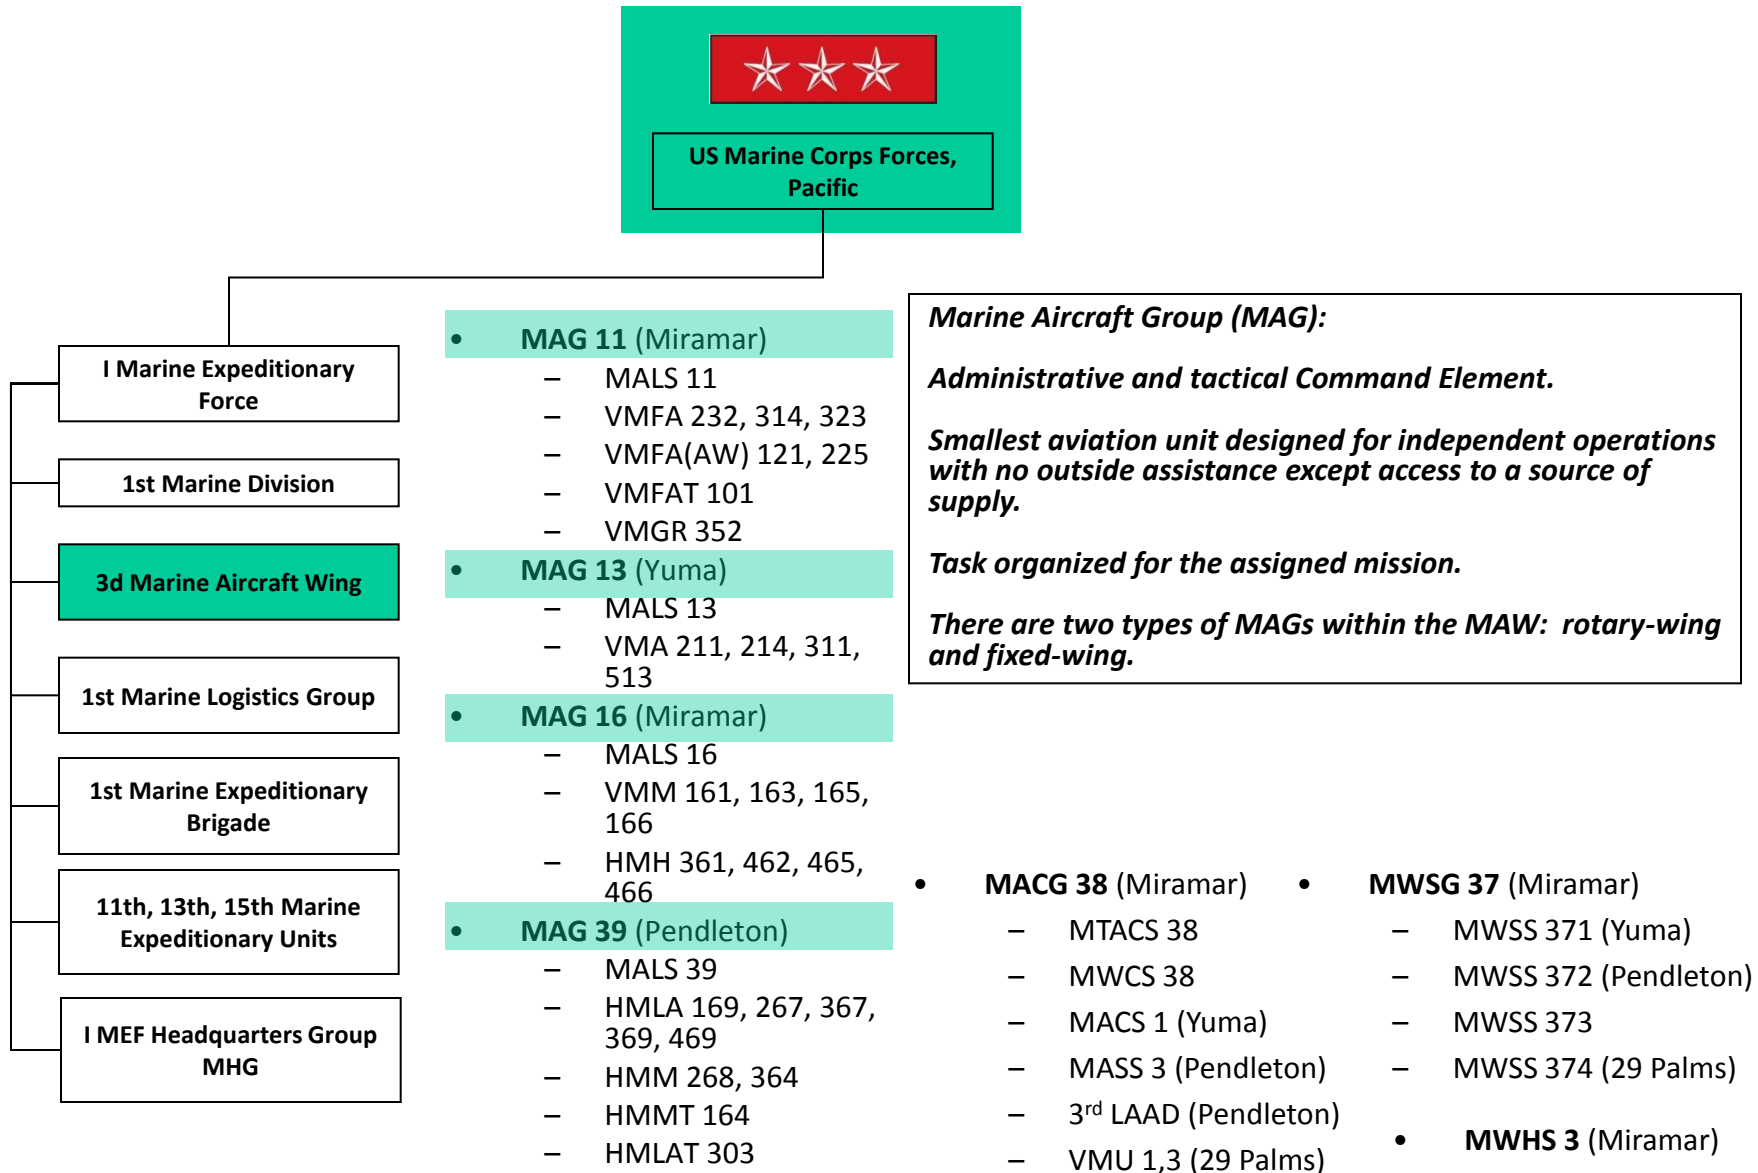 US Marine Corps Forces,
Pacific
I Marine Expeditionary
Force
1st Marine Division
3d Marine Aircraft Wing
1st Marine Logistics Group
1st Marine Expeditionary
Brigade
11th, 13th, 15th Marine
Expeditionary Units
I MEF Headquarters Group
MHG
• MAG 11 (Miramar)
– MALS 11
– VMFA 232, 314, 323
– VMFA(AW) 121, 225
– VMFAT 101
– VMGR 352
• MAG 13 (Yuma)
– MALS 13
– VMA 211, 214, 311,
513
• MAG 16 (Miramar)
– MALS 16
– VMM 161, 163, 165,
166
– HMH 361, 462, 465,
466
• MAG 39 (Pendleton)
– MALS 39
– HMLA 169, 267, 367,
369, 469
– HMM 268, 364
– HMMT 164
– HMLAT 303
Marine Aircraft Group (MAG):
Administrative and tactical Command Element.
Smallest aviation unit designed for independent operations
with no outside assistance except access to a source of
supply.
Task organized for the assigned mission.
There are two types of MAGs within the MAW: rotary-wing
and fixed-wing.
• MACG 38 (Miramar)
– MTACS 38
– MWCS 38
– MACS 1 (Yuma)
– MASS 3 (Pendleton)
– 3rd LAAD (Pendleton)
– VMU 1,3 (29 Palms)
• MWSG 37 (Miramar)
– MWSS 371 (Yuma)
– MWSS 372 (Pendleton)
– MWSS 373
– MWSS 374 (29 Palms)
• MWHS 3 (Miramar)